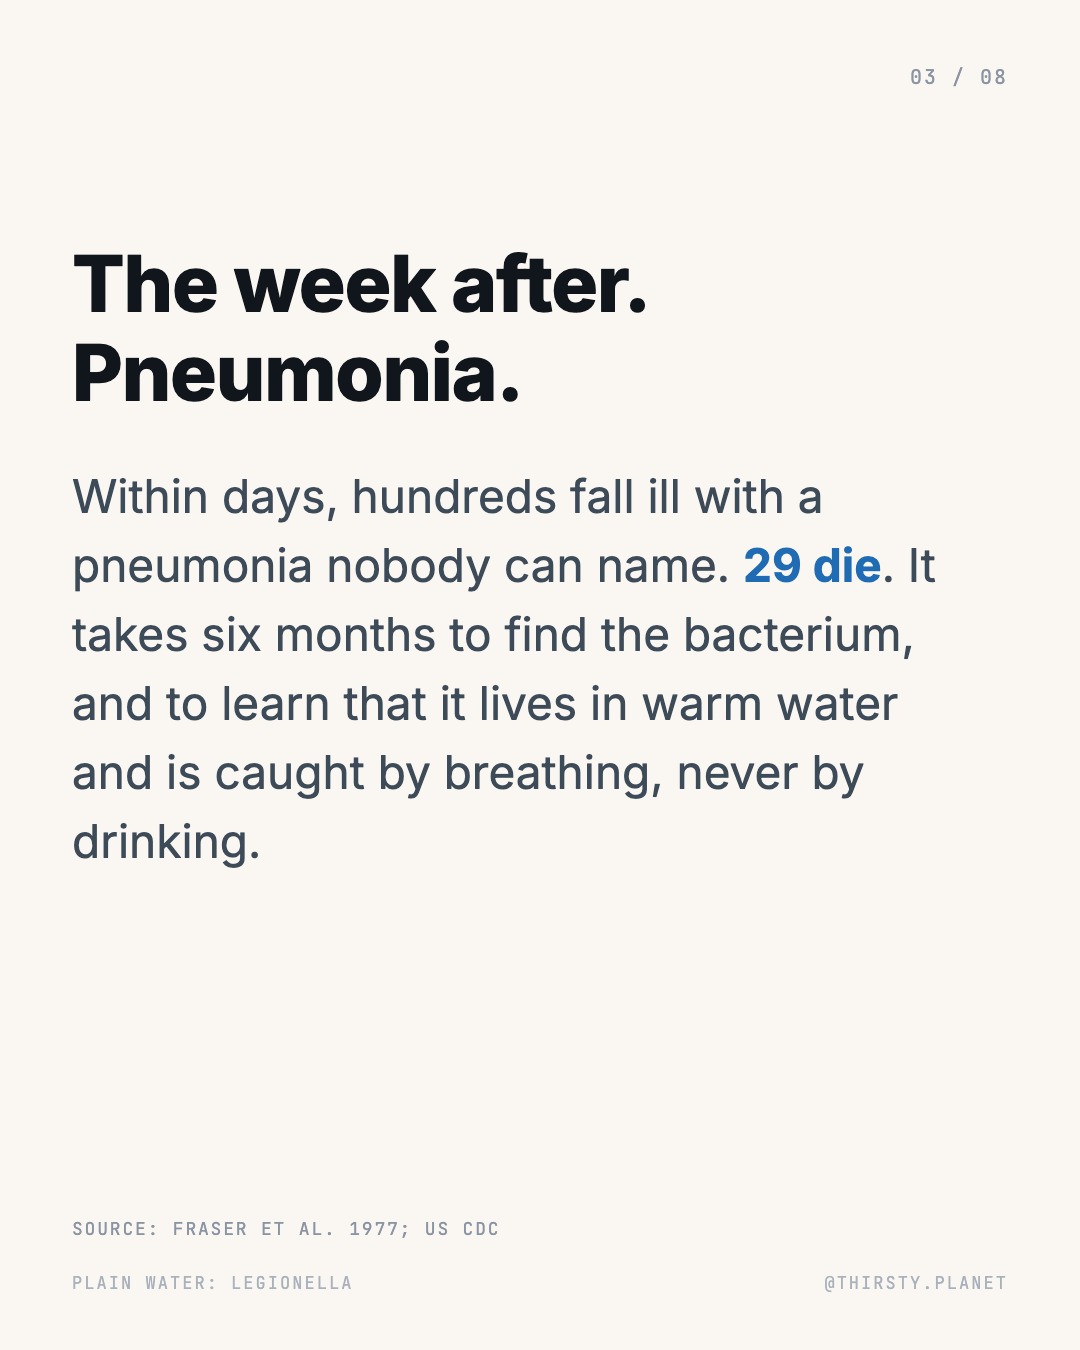 03 / 08
The week after.
Pneumonia.
Within days, hundreds fall ill with a
pneumonia nobody can name. 29 die. It
takes six months to find the bacterium,
and to learn that it lives in warm water
and is caught by breathing, never by
drinking.
SOURCE: FRASER ET AL. 1977; US CDC
PLAIN WATER: LEGIONELLA
@THIRSTY.PLANET